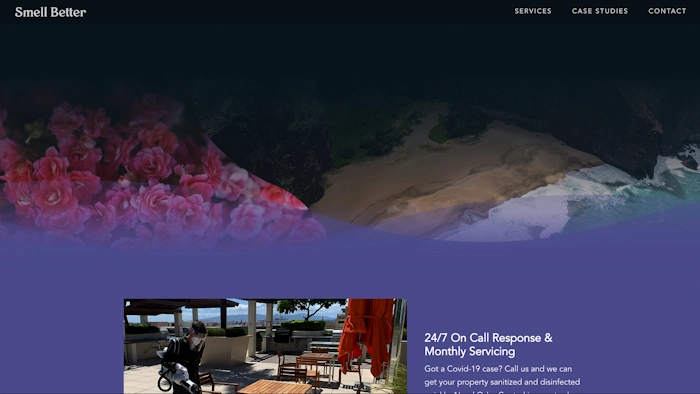 Smell Better
SERVICES
CASE STUDIES
CONTACT
24/7 On Call Response &
Monthly Servicing
Got a Covid-19 case? Call us and we can
get your property sanitized and disinfected